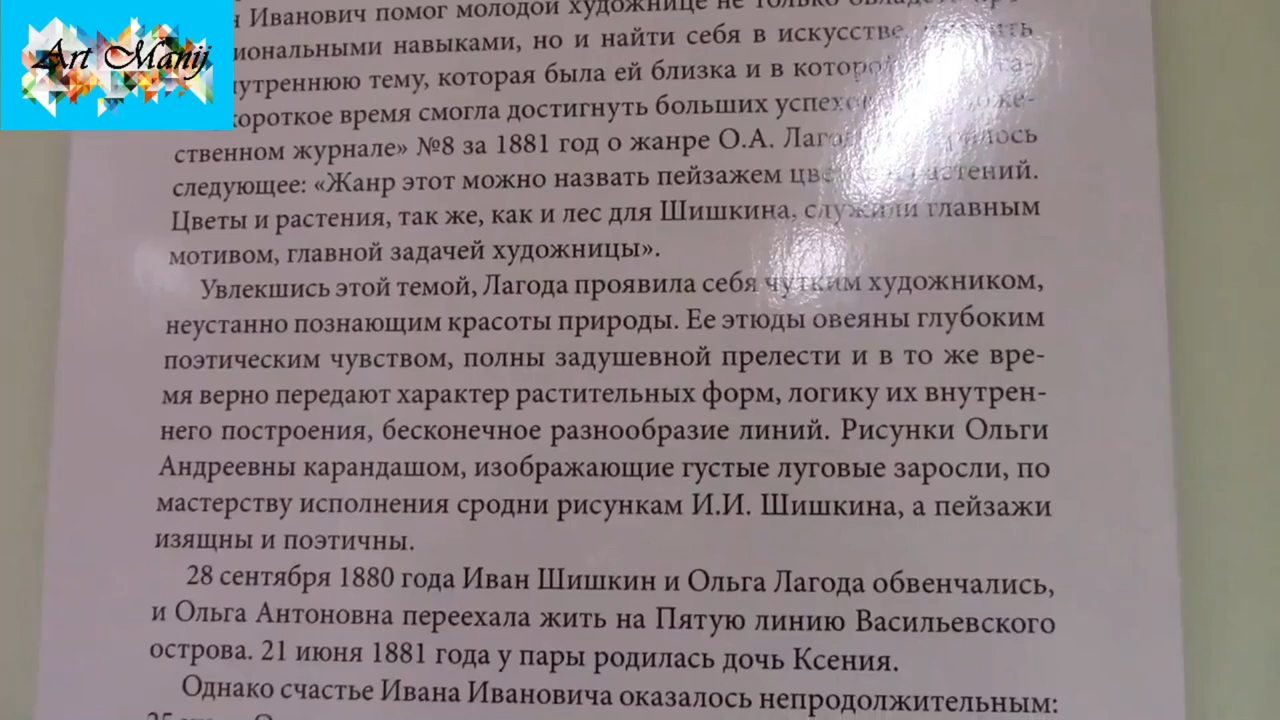 Art Manij
Иванович помог молодой художнице не только
нальными навыками, но и найти себя в искусстве,
тему, которая была ей близка и в
короткое время смогла достигнуть больших
ственном журнале» №8 за 1881 год о жанре О.А.
следующее: «Жанр этот можно назвать пейзажем
Цветы и растения, так же, как и лес для Шишкина, служили главным
мотивом, главной задачей художницы».
Увлекшись этой темой, Лагода проявила себя чутким художником,
неустанно познающим красоты природы. Ее этюды овеяны глубоким
поэтическим чувством, полны задушевной прелести и в то же вре-
мя верно передают характер растительных форм, логику их внутрен-
него построения, бесконечное разнообразие линий. Рисунки Ольги
Андреевны карандашом, изображающие густые луговые заросли, по
мастерству исполнения сродни рисункам И.И. Шишкина, а пейзажи
изящны и поэтичны.
28 сентября 1880 года Иван Шишкин и Ольга Лагода обвенчались,
и Ольга Антоновна переехала жить на Пятую линию Васильевского
острова. 21 июня 1881 года у пары родилась дочь Ксения.
Однако счастье Ивана Ивановича оказалось непродолжительным: